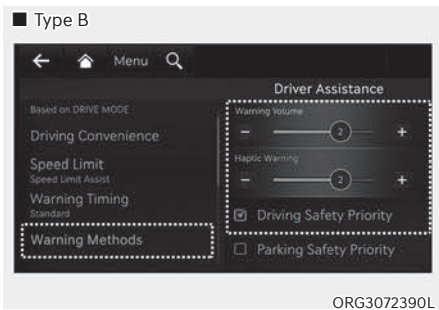 ■ Type B
Menu
Driver Assistance
Based on DRIVE MODE
Driving Convenience
Speed Limit
Speed Limit Assist
Warning Timing
Standard
Warning Methods
Warning Volume
- 2 +
Haptic Warning
- 2 +
Driving Safety Priority
Parking Safety Priority
ORG3072390L